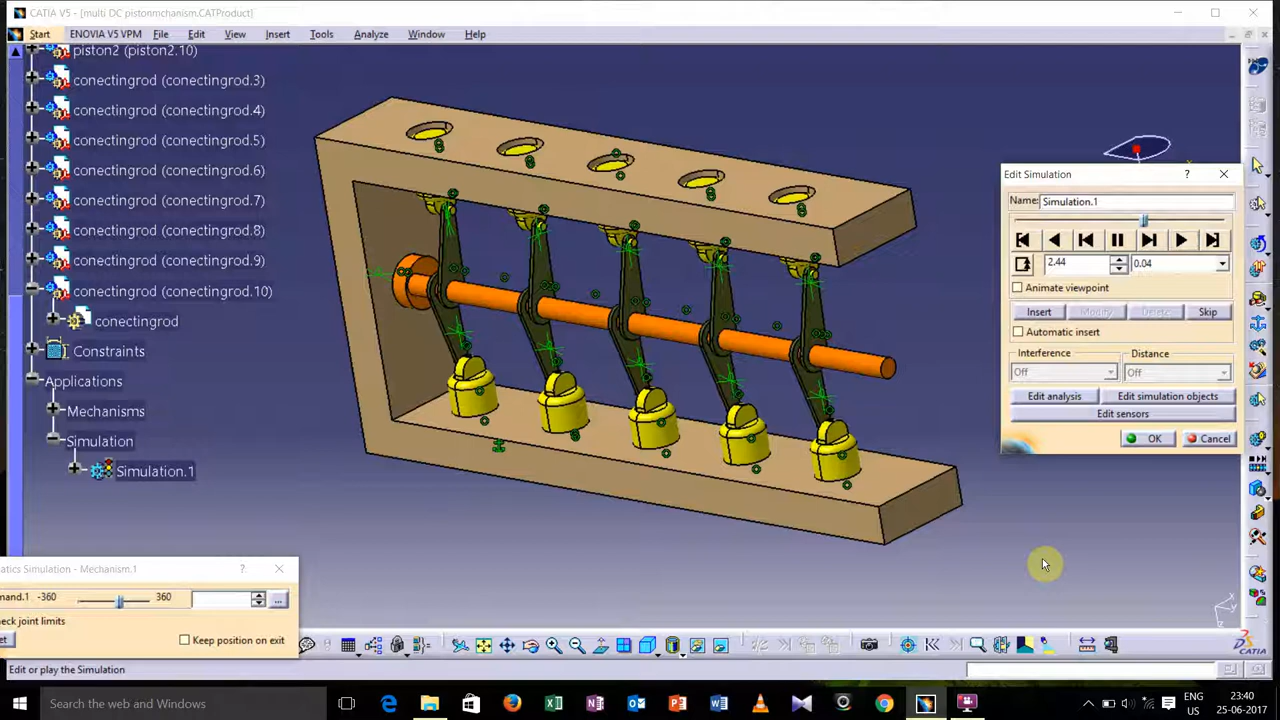 CATIA V5 - [multi DC pistonmchanism.CATProduct]
Start ENOVIA V5 VPM File Edit View Insert Tools Analyze Window Help
piston2 (piston2.10)
conectingrod (conectingrod.3)
conectingrod (conectingrod.4)
conectingrod (conectingrod.5)
conectingrod (conectingrod.6)
conectingrod (conectingrod.7)
conectingrod (conectingrod.8)
conectingrod (conectingrod.9)
conectingrod (conectingrod.10)
conectingrod
Constraints
Applications
Mechanisms
Simulation
Simulation.1
Edit Simulation ?
Name: Simulation.1
2.44 0.04
Animate viewpoint
Insert Modify Delete Skip
Automatic insert
Interference Distance
Off Off
Edit analysis Edit simulation objects
Edit sensors
OK Cancel
atics Simulation - Mechanism.1 ?
mand.1 -360 360 ...
eck joint limits
et Keep position on exit
Edit or play the Simulation
x
y
z
CATIA
Search the web and Windows
ENG 23:40
US 25-06-2017